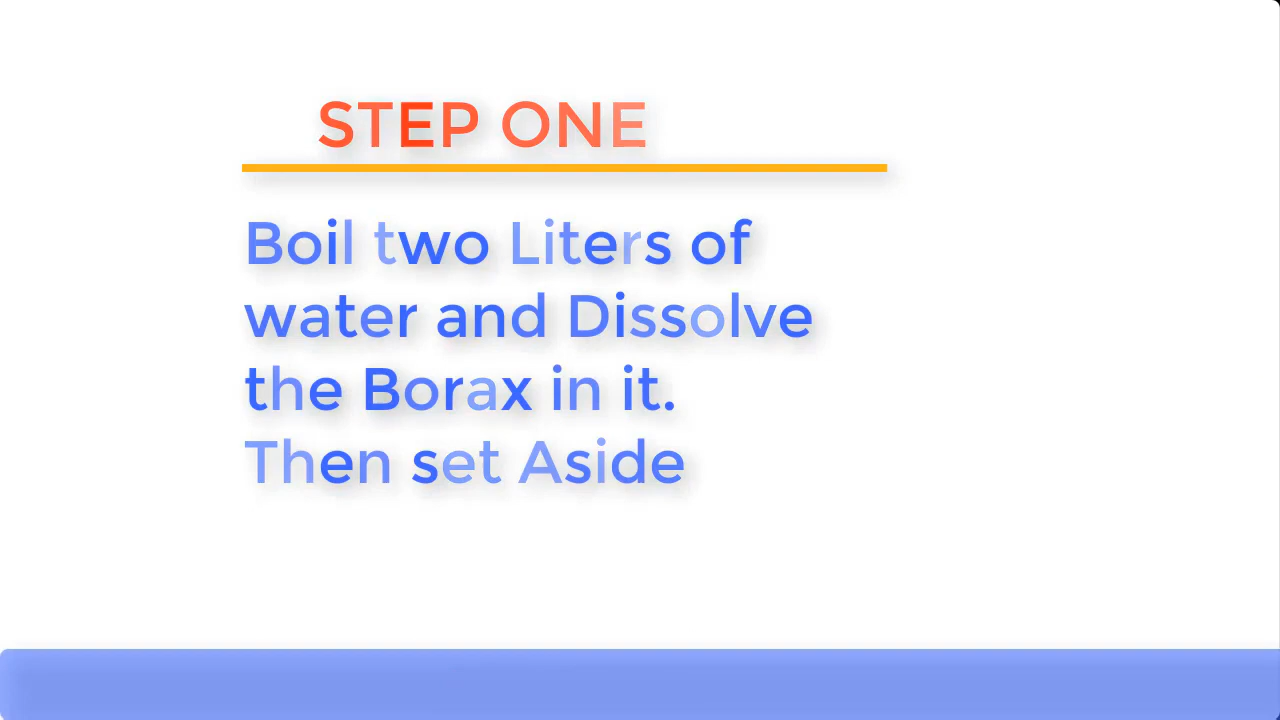 STEP ONE
Boil two Liters of
water and Dissolve
the Borax in it.
Then set Aside